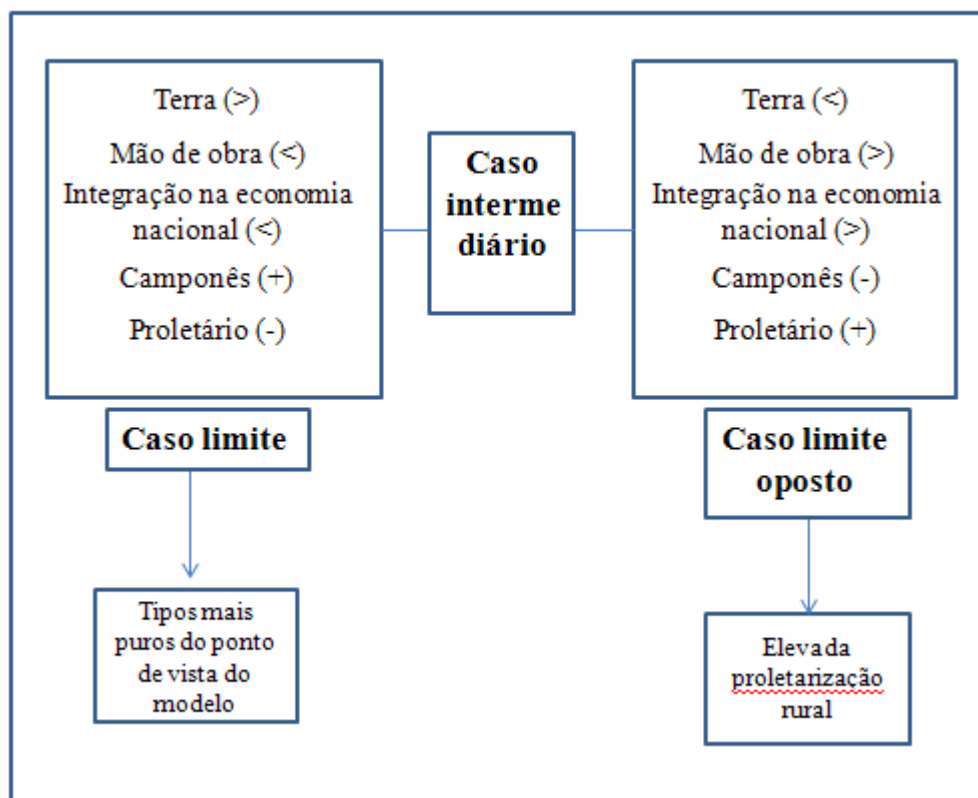 Terra (>)
Mão de obra (<)
Integração na economia
nacional (<)
Camponês (+)
Proletário (-)
Caso
interme
diário
Terra (<)
Mão de obra (>)
Integração na economia
nacional (>)
Camponês (-)
Proletário (+)
Caso limite
Caso limite
oposto
Tipos mais
puros do ponto
de vista do
modelo
Elevada
proletarização
rural